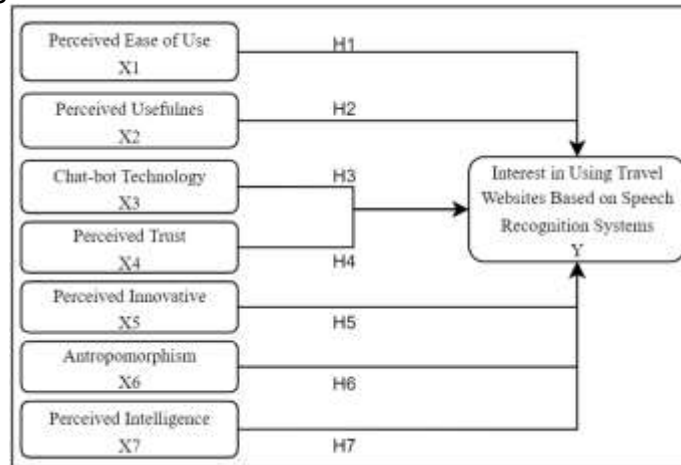 Perceived Ease of Use
X1
H1
Perceived Usefulnes
X2
H2
Chat-bot Technology
X3
H3
Perceived Trust
X4
H4
Perceived Innovative
X5
H5
Antropomorphism
X6
H6
Perceived Intelligence
X7
H7
Interest in Using Travel
Websites Based on Speech
Recognition Systems
Y